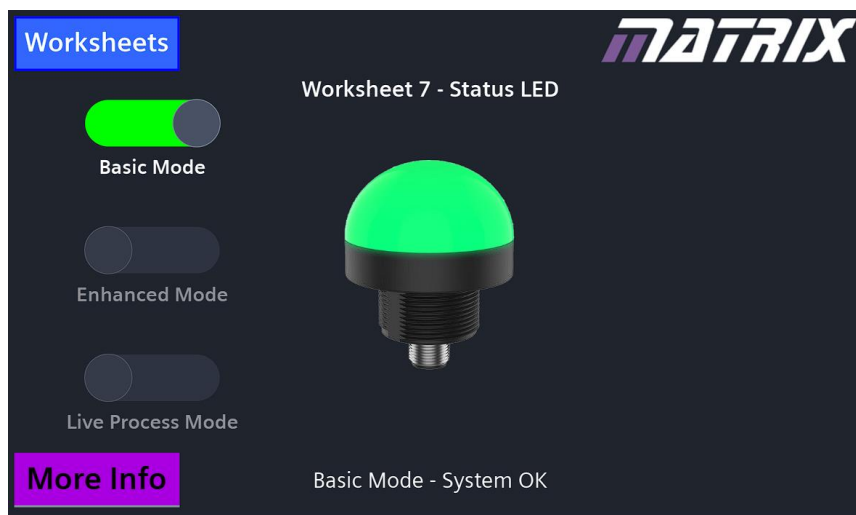 Worksheets
MATRIX
Worksheet 7 - Status LED
Basic Mode
Enhanced Mode
Live Process Mode
More Info
Basic Mode - System OK